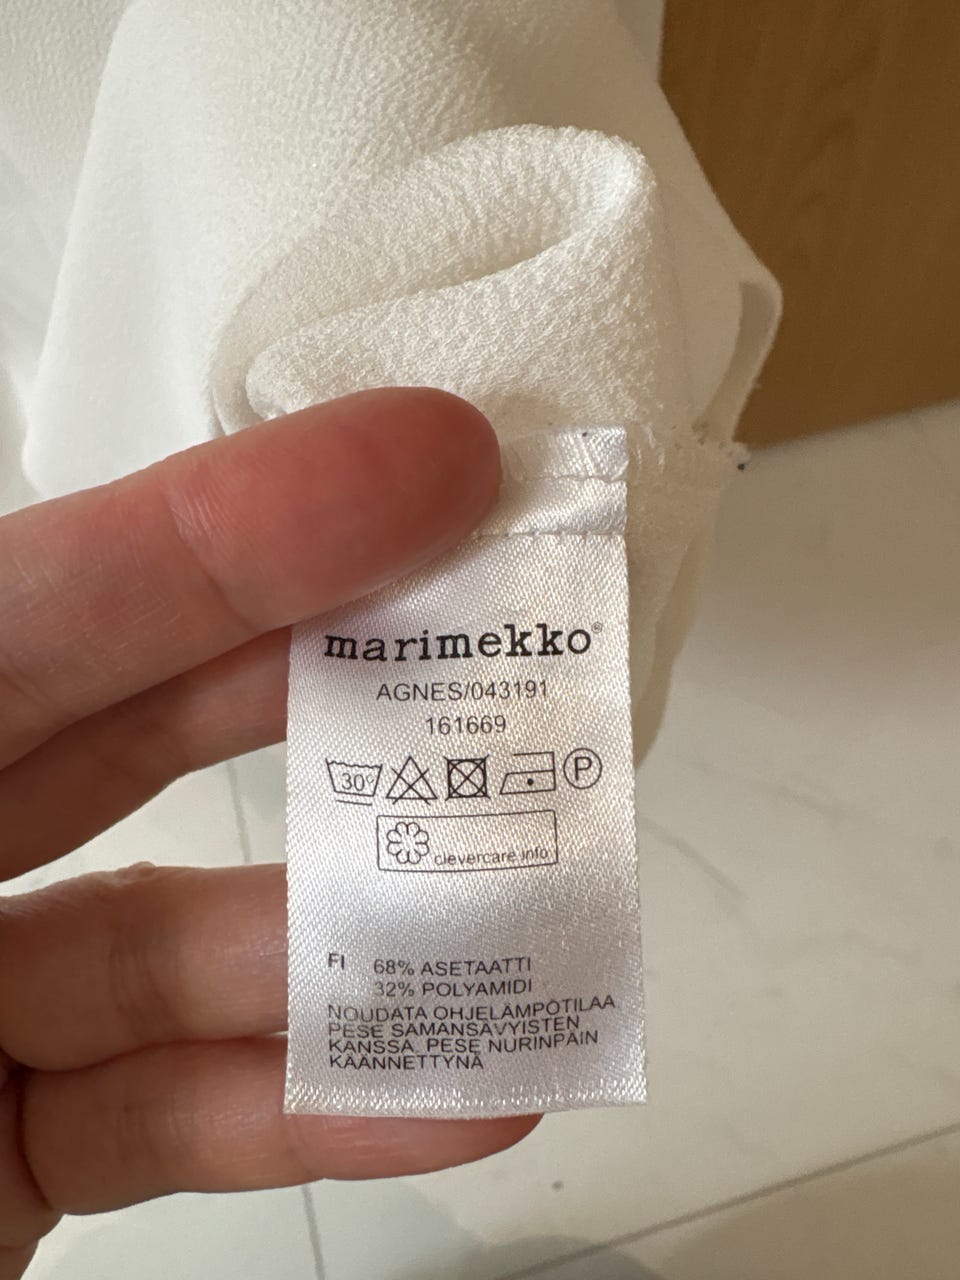 marimekko®
AGNES/043191
161669
30° P
clevercare.info
FI 68% ASETAATTI
32% POLYAMIDI
NOUDATA OHJELÄMPÖTILAA
PESE SAMANSÄVYISTEN
KANSSA PESE NURINPÄIN
KÄÄNNETTYNÄ